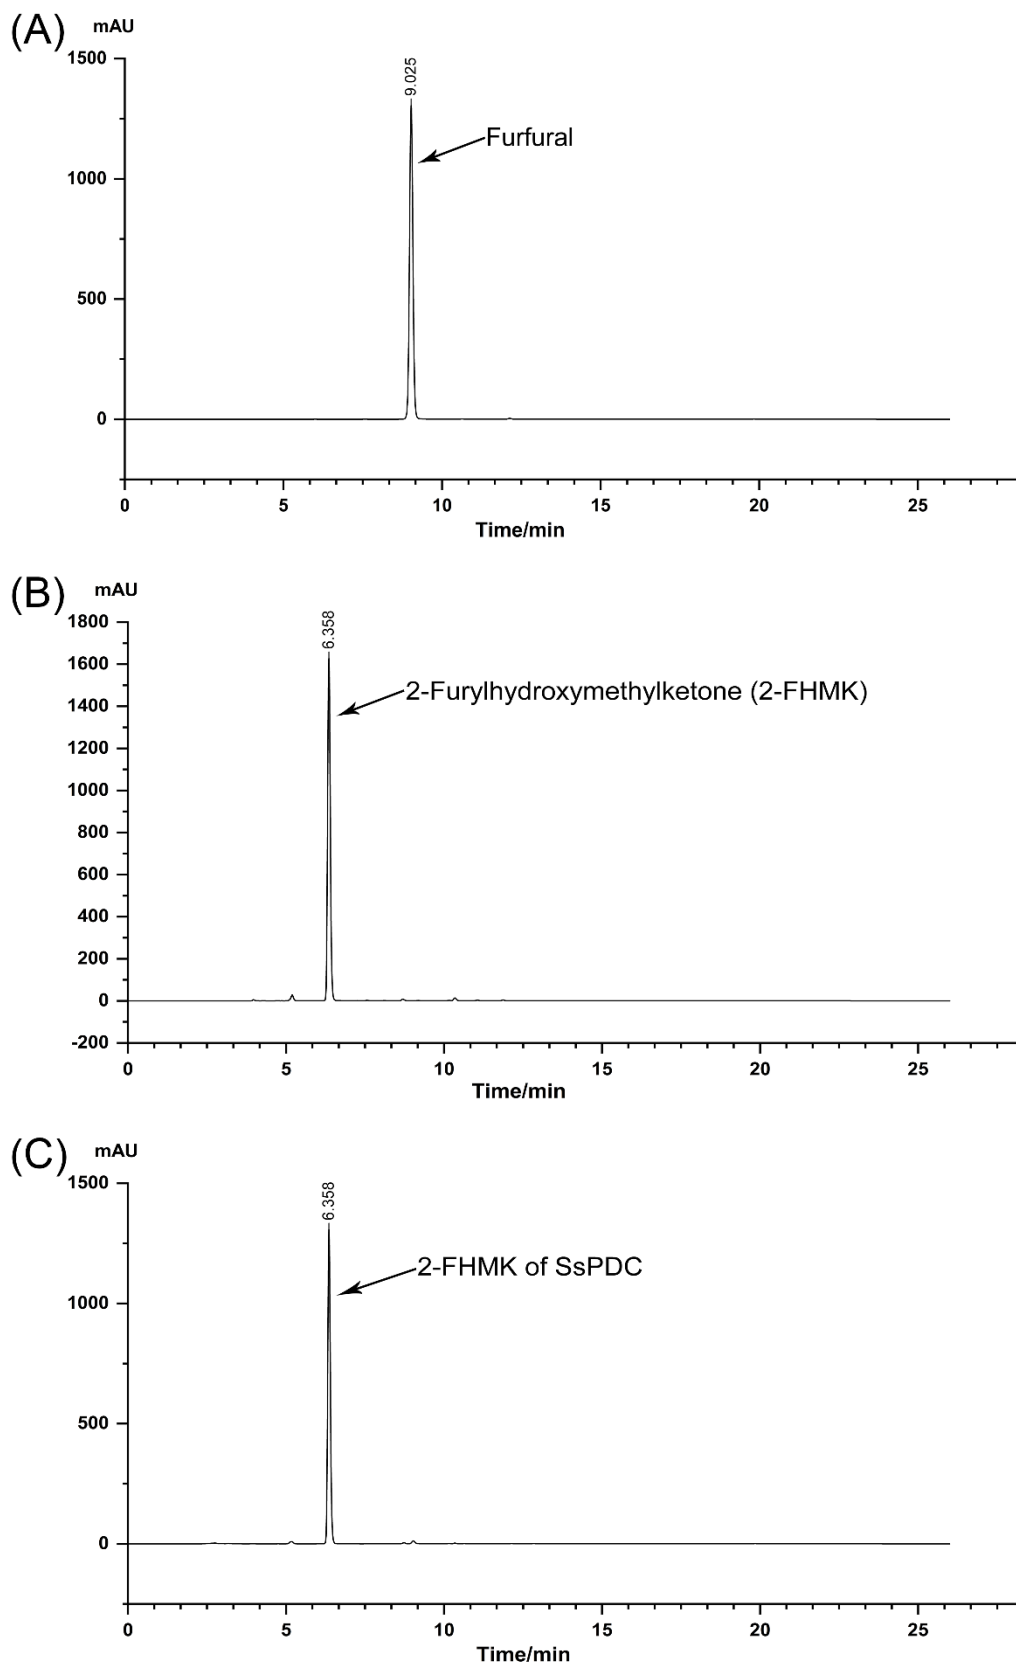 (A)
mAU
1500
1000
500
0
9.025
Furfural
0 5 10 15 20 25
Time/min
(B)
mAU
1800
1600
1400
1200
1000
800
600
400
200
0
-200
6.358
2-Furylhydroxymethylketone (2-FHMK)
0 5 10 15 20 25
Time/min
(C)
mAU
1500
1000
500
0
6.358
2-FHMK of SsPDC
0 5 10 15 20 25
Time/min